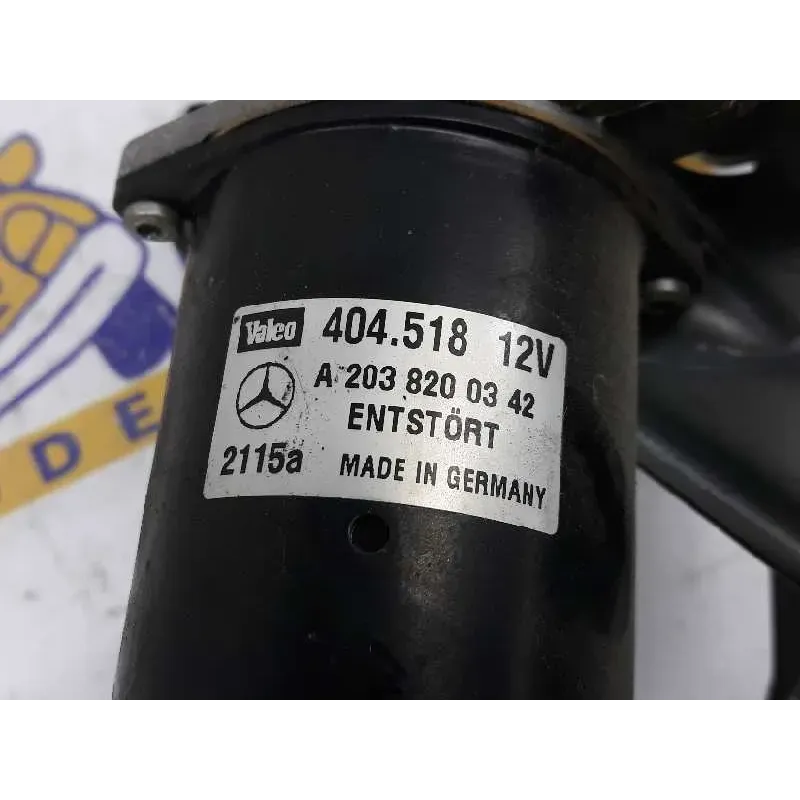 Valeo 404.518 12V
A 203 820 03 42
ENTSTÖRT
2115a MADE IN GERMANY